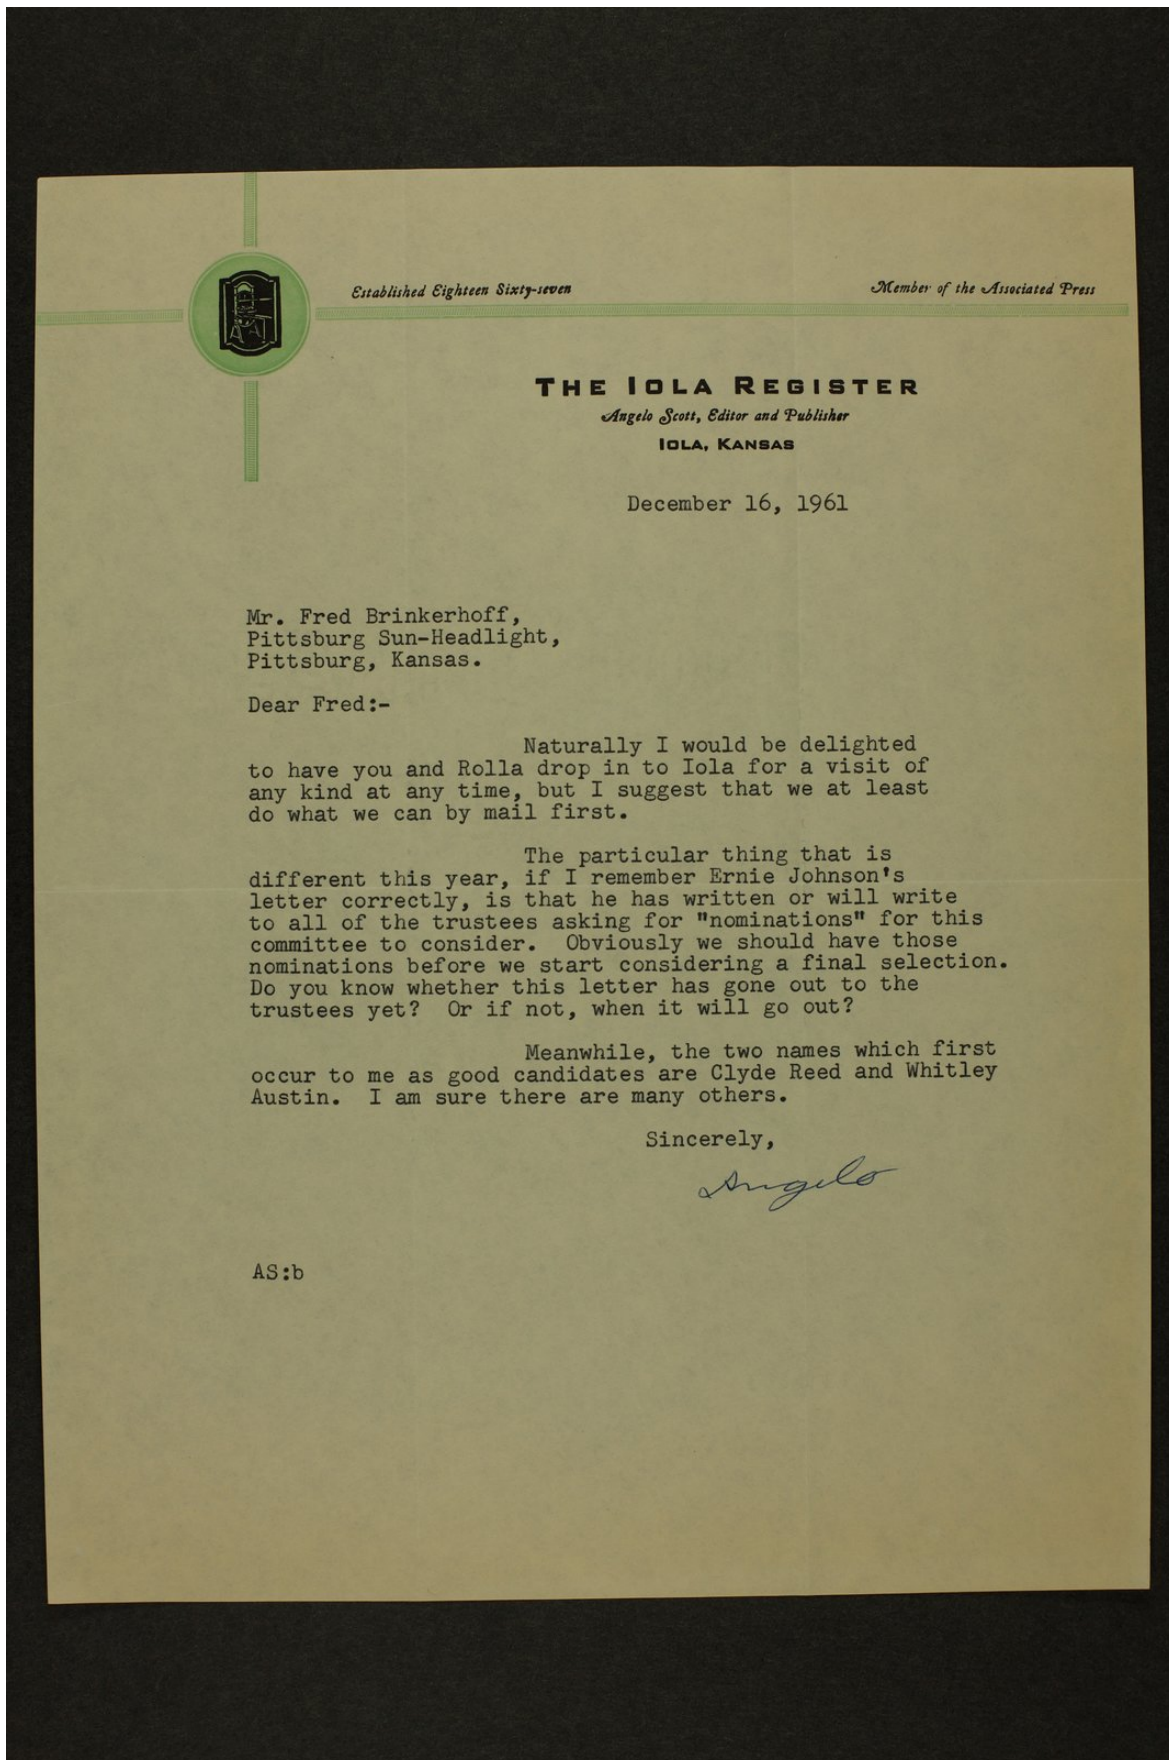 Established Eighteen Sixty-seven
Member of the Associated Press
THE IOLA REGISTER
Angelo Scott, Editor and Publisher
IOLA, KANSAS
December 16, 1961
Mr. Fred Brinkerhoff,
Pittsburg Sun-Headlight,
Pittsburg, Kansas.
Dear Fred:-
Naturally I would be delighted
to have you and Rolla drop in to Iola for a visit of
any kind at any time, but I suggest that we at least
do what we can by mail first.
The particular thing that is
different this year, if I remember Ernie Johnson's
letter correctly, is that he has written or will write
to all of the trustees asking for "nominations" for this
committee to consider.  Obviously we should have those
nominations before we start considering a final selection.
Do you know whether this letter has gone out to the
trustees yet?  Or if not, when it will go out?
Meanwhile, the two names which first
occur to me as good candidates are Clyde Reed and Whitley
Austin.  I am sure there are many others.
Sincerely,
Angelo
AS:b